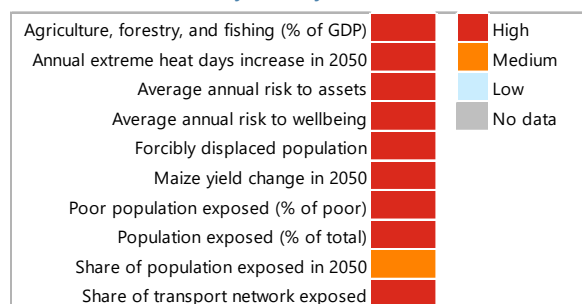 Agriculture, forestry, and fishing (% of GDP)
Annual extreme heat days increase in 2050
Average annual risk to assets
Average annual risk to wellbeing
Forcibly displaced population
Maize yield change in 2050
Poor population exposed (% of poor)
Population exposed (% of total)
Share of population exposed in 2050
Share of transport network exposed
High
Medium
Low
No data